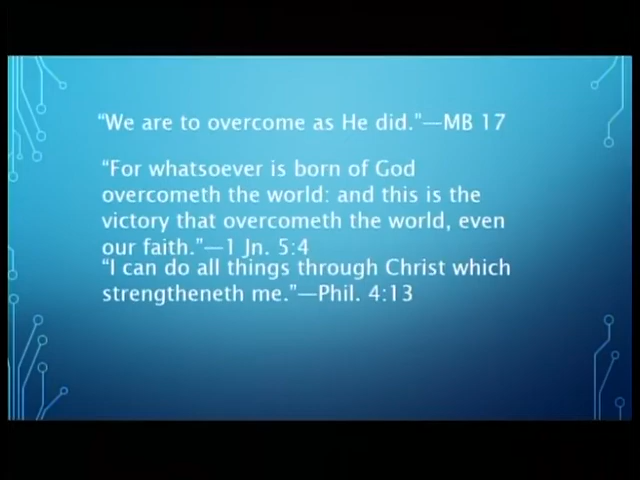 “We are to overcome as He did.”—MB 17
“For whatsoever is born of God
overcometh the world: and this is the
victory that overcometh the world, even
our faith.”—1 Jn. 5:4
“I can do all things through Christ which
strengtheneth me.”—Phil. 4:13